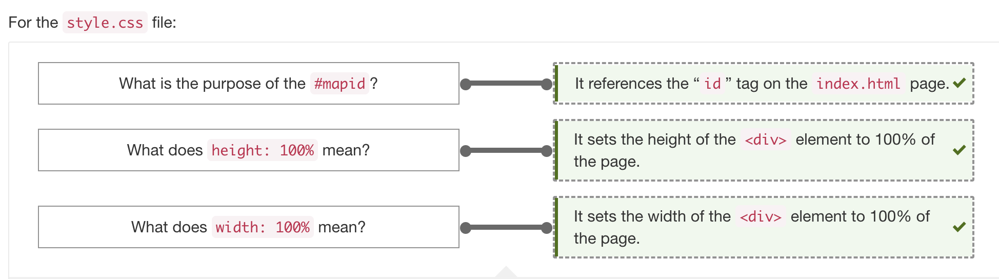 For the style.css file:
What is the purpose of the #mapid?
It references the “id” tag on the index.html page.
What does height: 100% mean?
It sets the height of the <div> element to 100% of
the page.
What does width: 100% mean?
It sets the width of the <div> element to 100% of
the page.